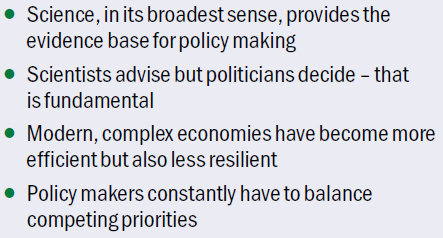 • Science, in its broadest sense, provides the
evidence base for policy making
• Scientists advise but politicians decide – that
is fundamental
• Modern, complex economies have become more
efficient but also less resilient
• Policy makers constantly have to balance
competing priorities